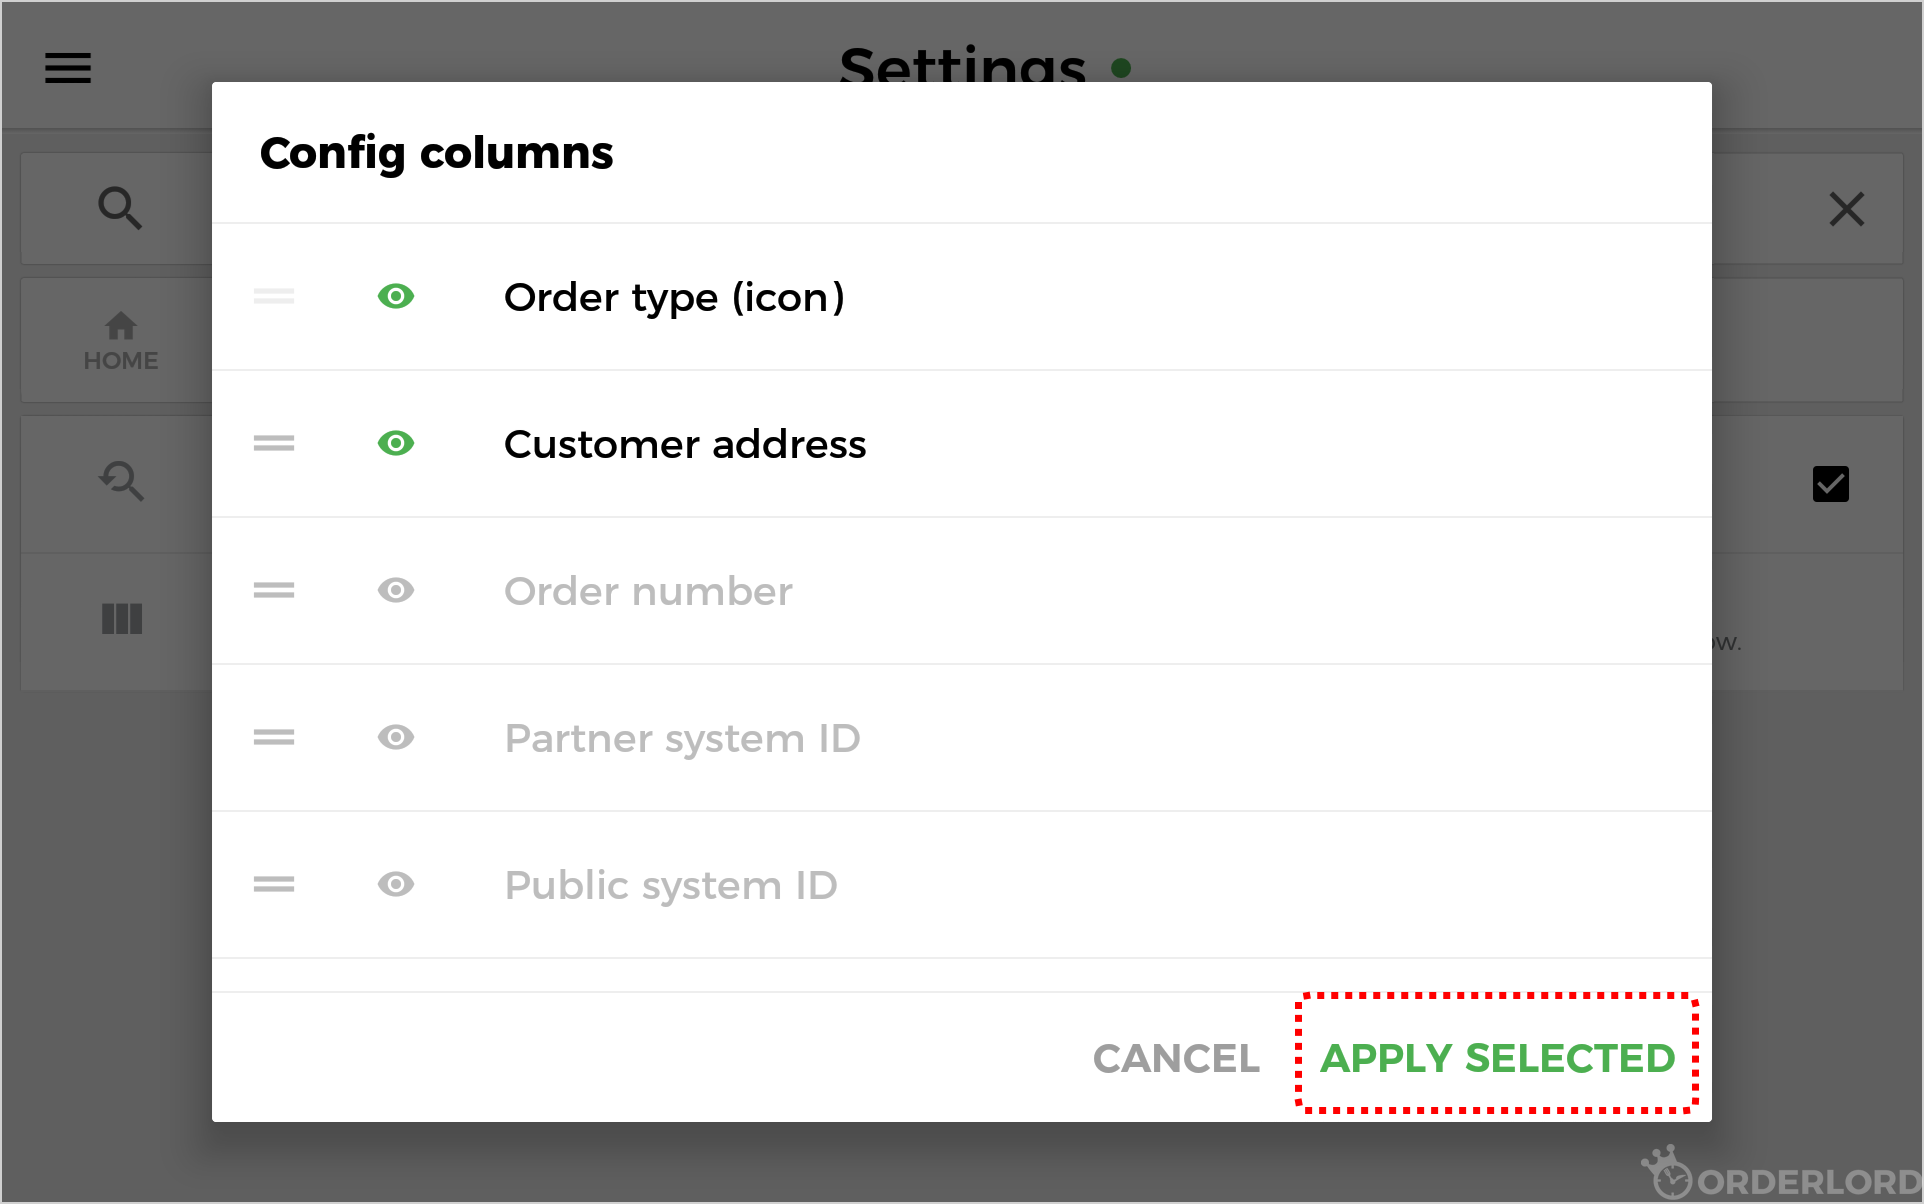 Settings
Config columns
Order type (icon)
HOME
Customer address
Order number
ow.
Partner system ID
Public system ID
CANCEL
APPLY SELECTED
ORDERLORD